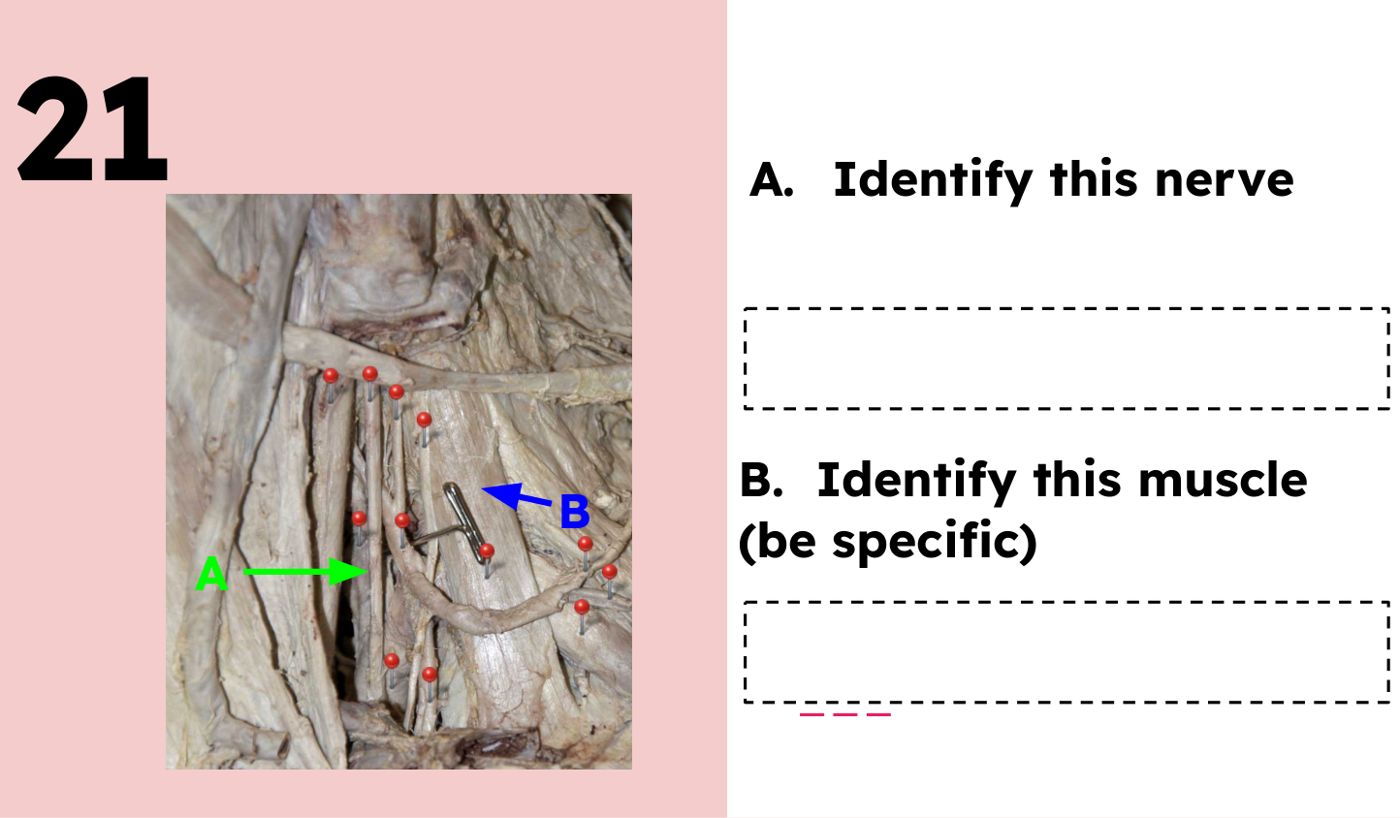 21
A. Identify this nerve
A
B
B. Identify this muscle
(be specific)